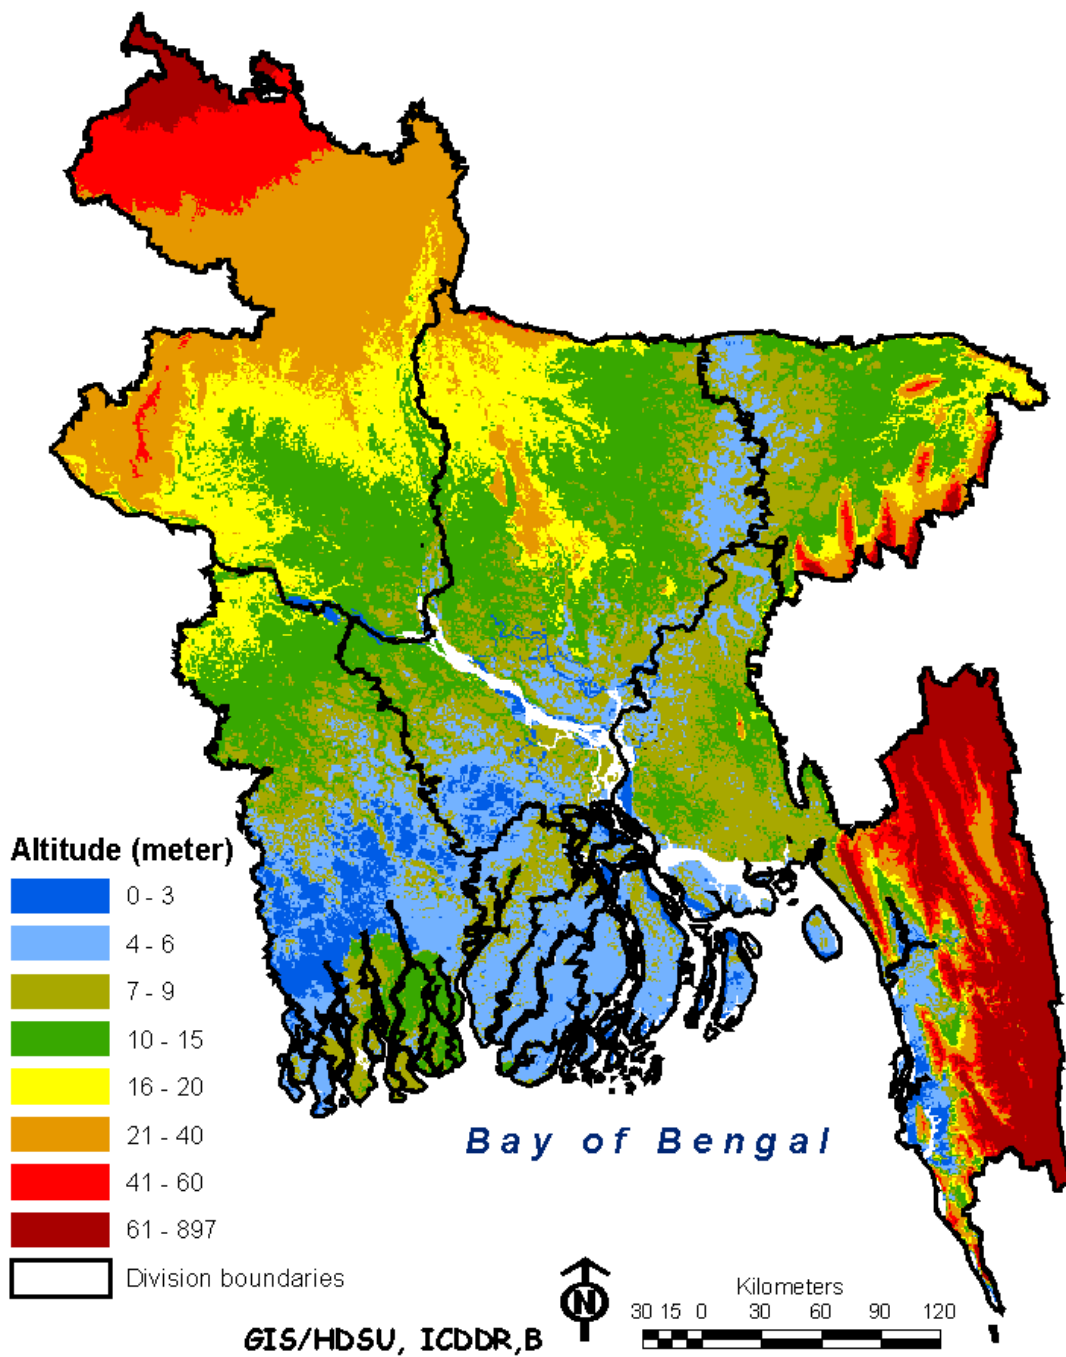 Altitude (meter)
0 - 3
4 - 6
7 - 9
10 - 15
16 - 20
21 - 40
41 - 60
61 - 897
Division boundaries
Bay of Bengal
N
Kilometers
30 15 0 30 60 90 120
GIS/HDSU, ICDDR,B